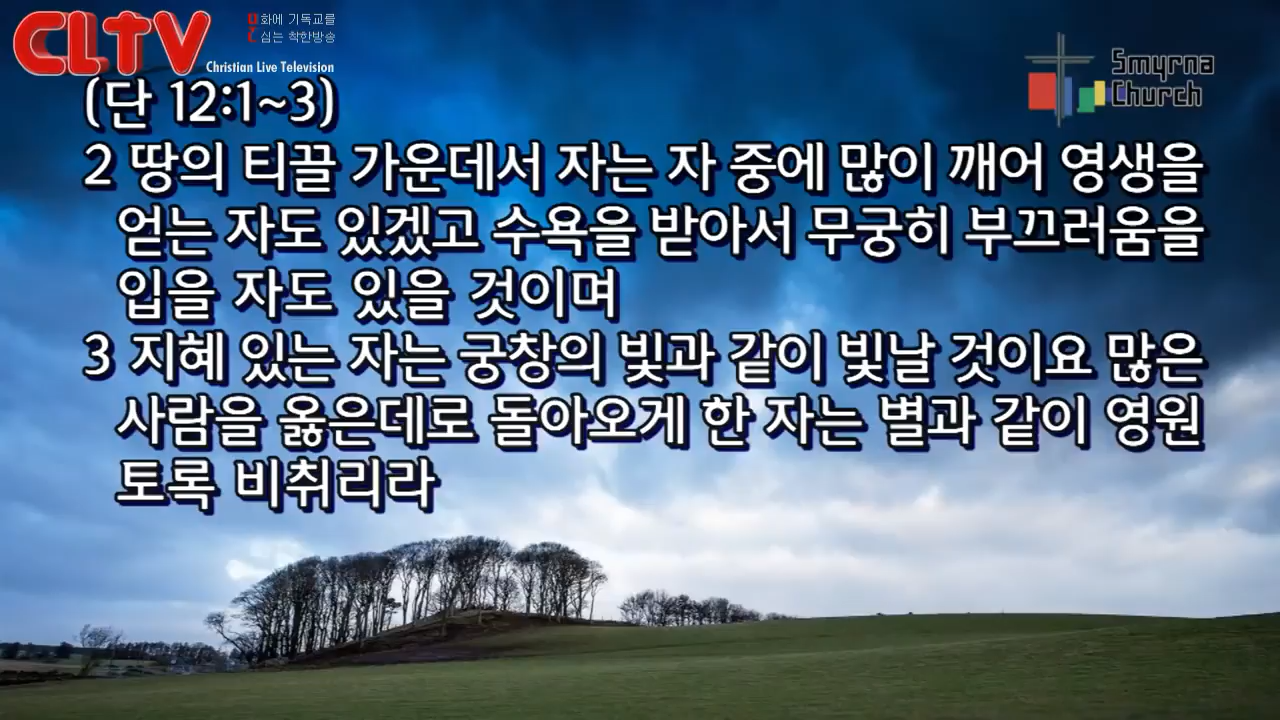 CLTV
문화에 기독교를
심는 착한방송
Christian Live Television
Smyrna
Church
(단 12:1~3)
2 땅의 티끌 가운데서 자는 자 중에 많이 깨어 영생을
얻는 자도 있겠고 수욕을 받아서 무궁히 부끄러움을
입을 자도 있을 것이며
3 지혜 있는 자는 궁창의 빛과 같이 빛날 것이요 많은
사람을 옳은데로 돌아오게 한 자는 별과 같이 영원
토록 비취리라